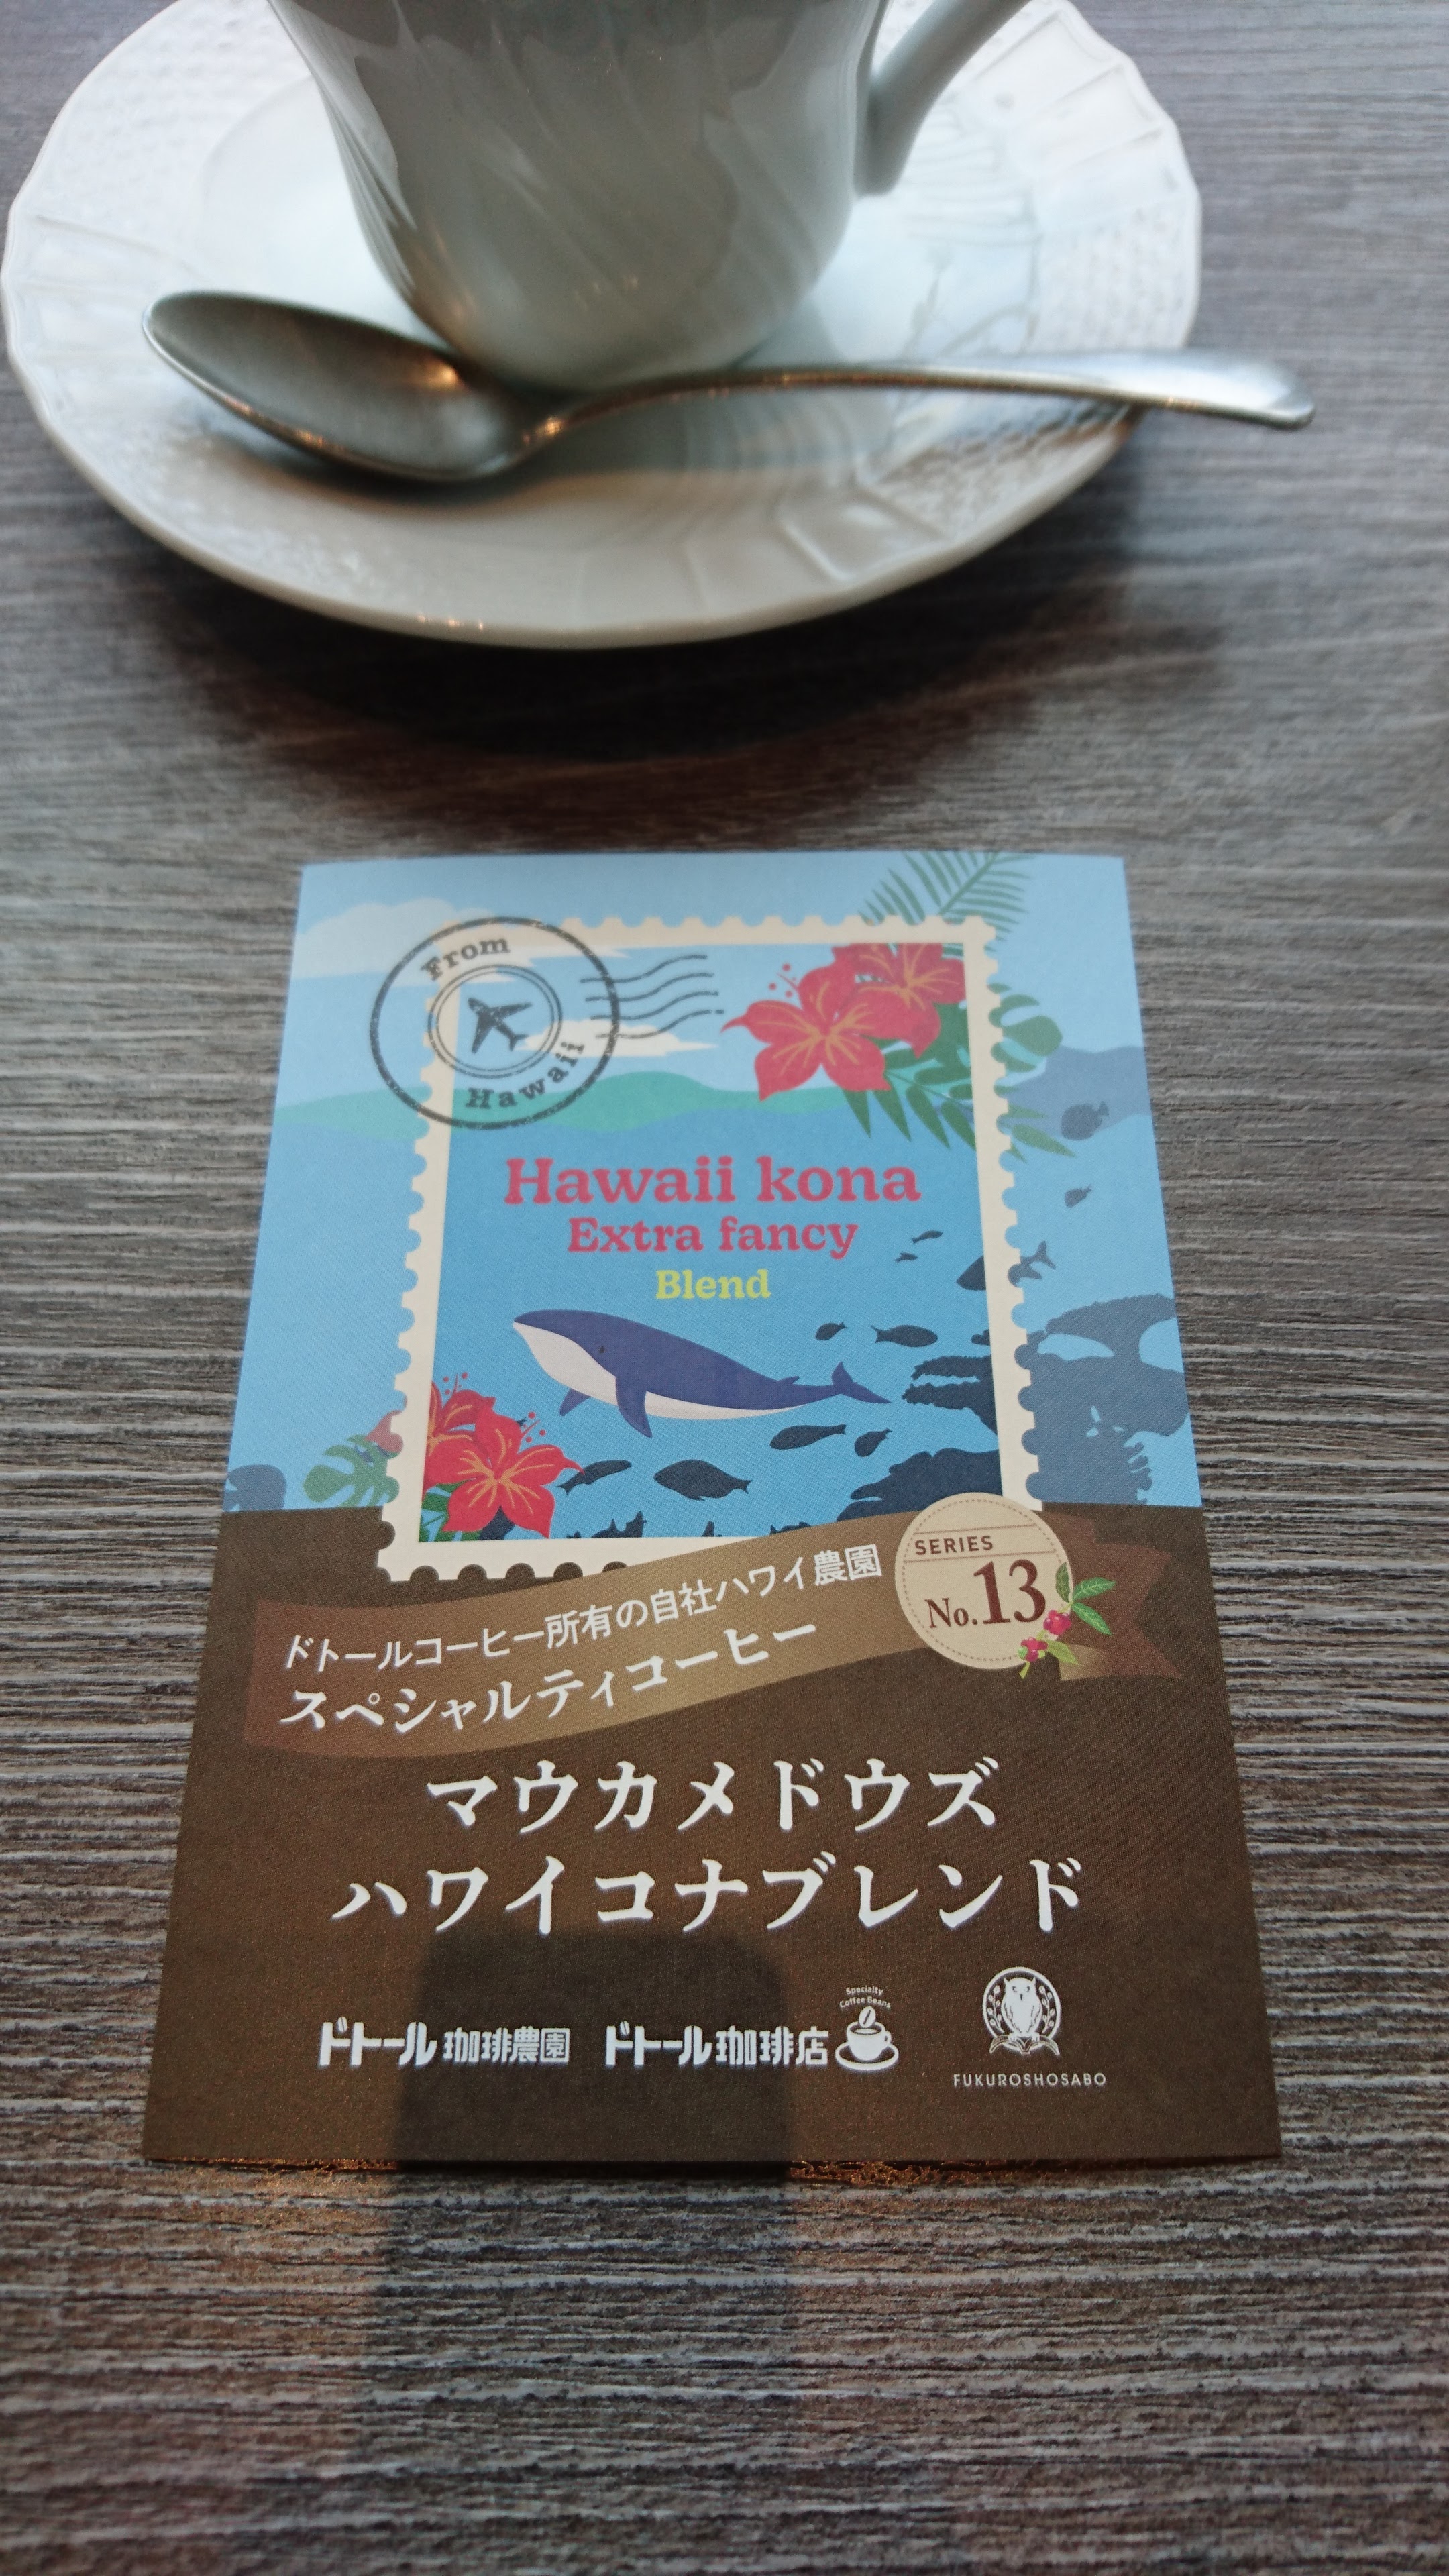 From
Hawaii
Hawaii kona
Extra fancy
Blend
SERIES
No.13
ドトールコーヒー所有の自社ハワイ農園
スペシャルティコーヒー
マウカメドウズ
ハワイコナブレンド
Specialty
Coffee Beans
ドトール珈琲農園 ドトール珈琲店
FUKUROSHOSABO